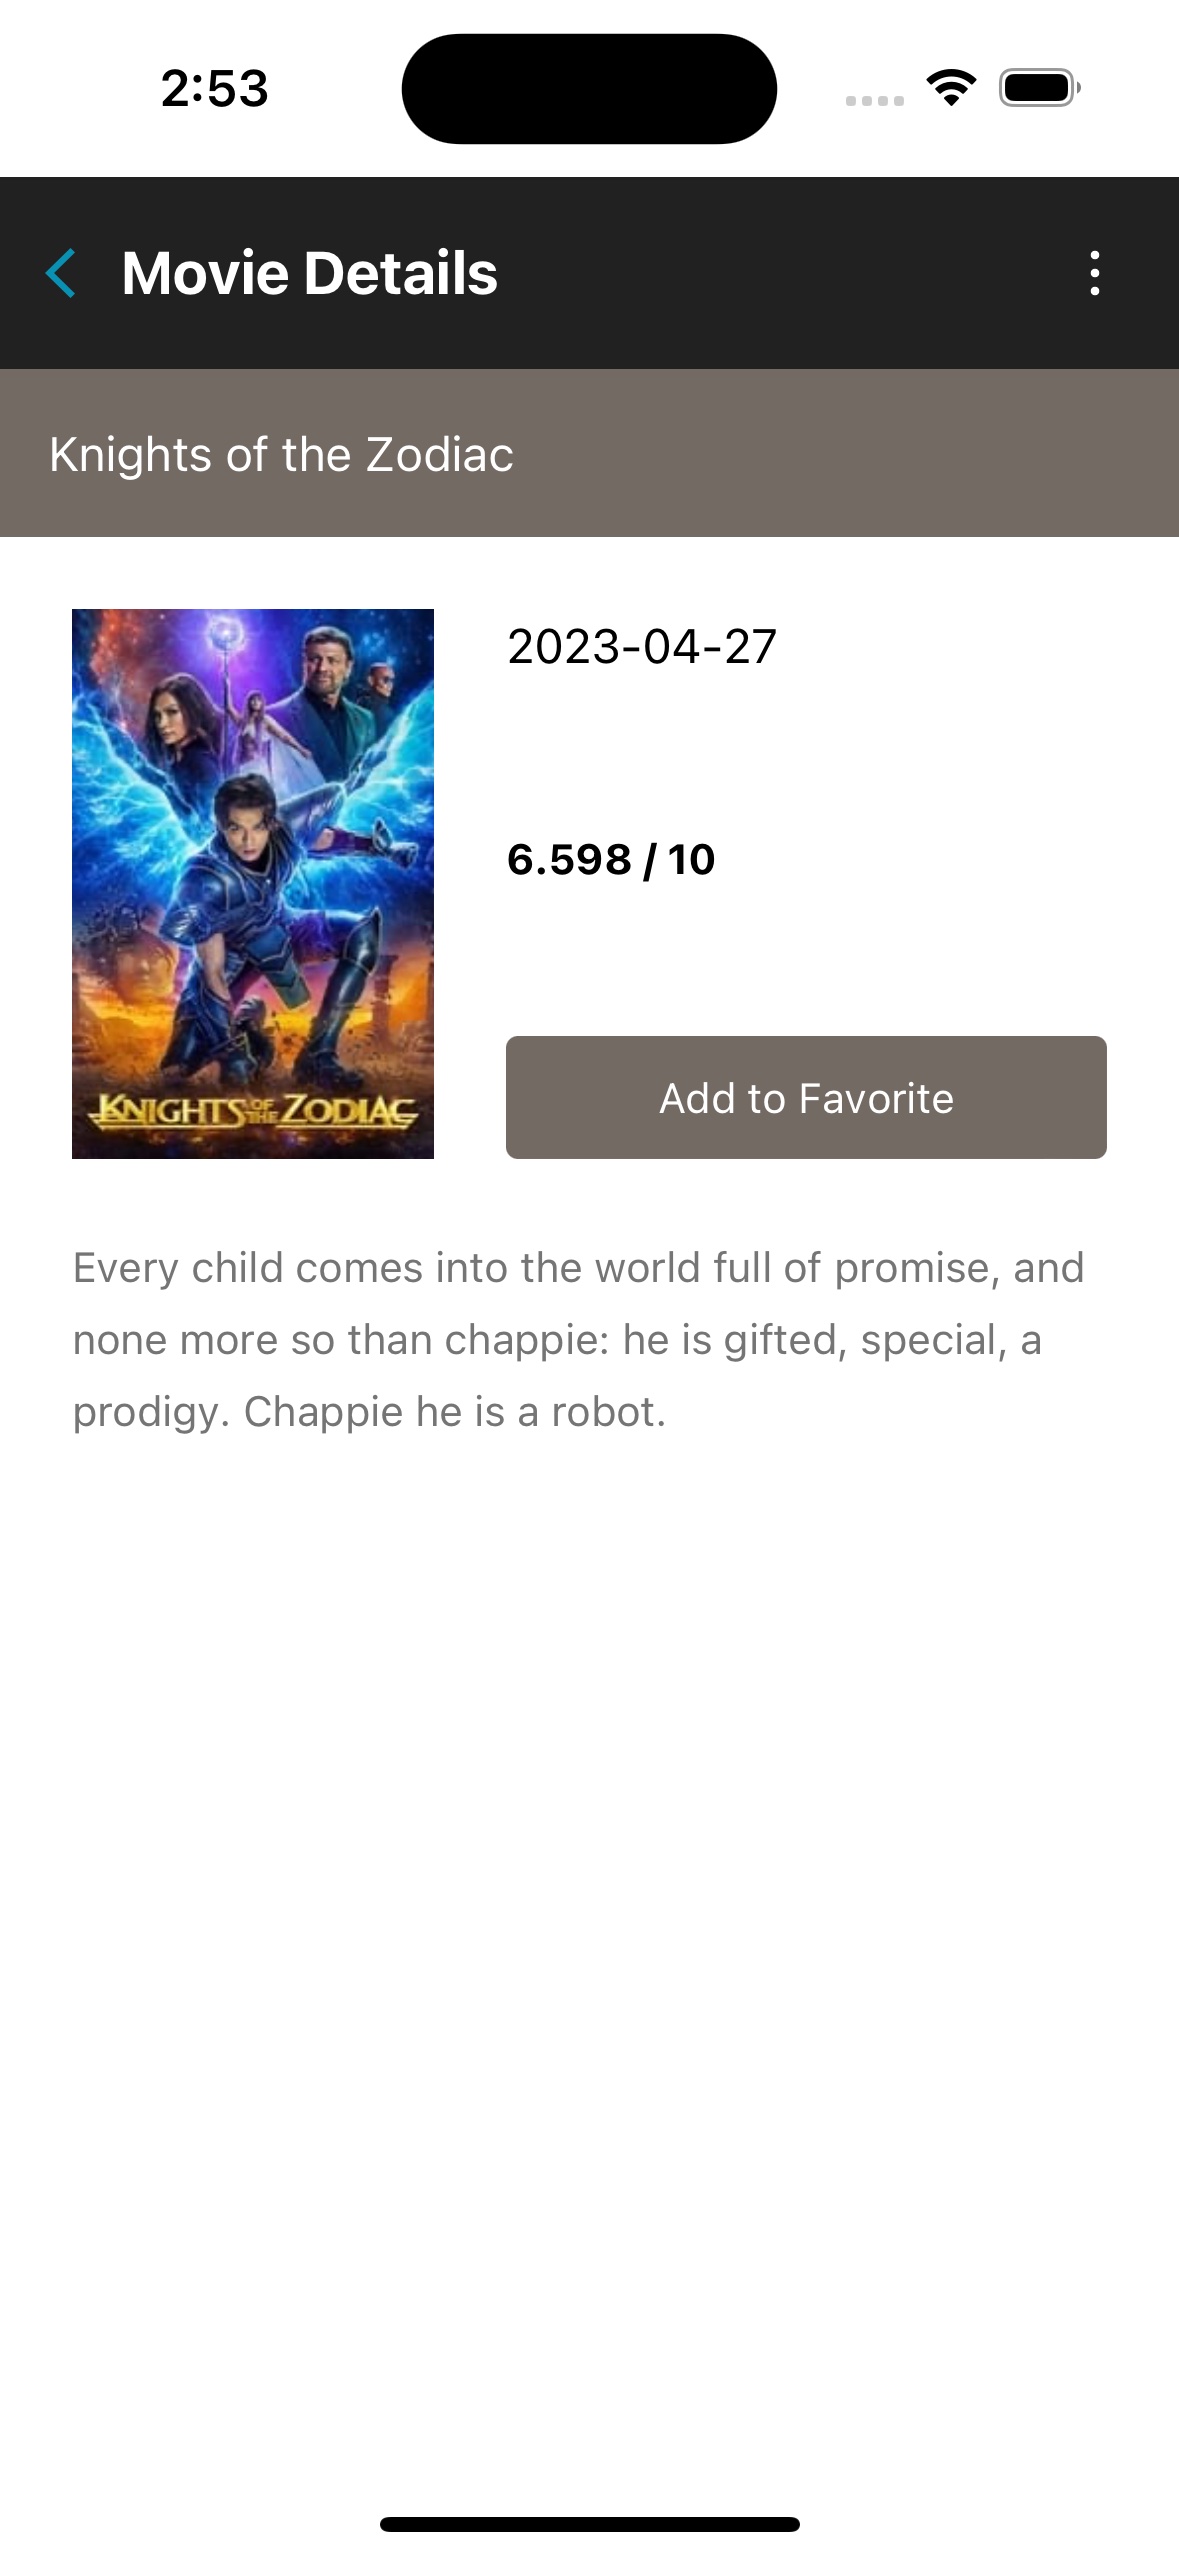 2:53
Movie Details
Knights of the Zodiac
2023-04-27
6.598 / 10
KNIGHTS OF THE ZODIAC
Add to Favorite
Every child comes into the world full of promise, and
none more so than chappie: he is gifted, special, a
prodigy. Chappie he is a robot.